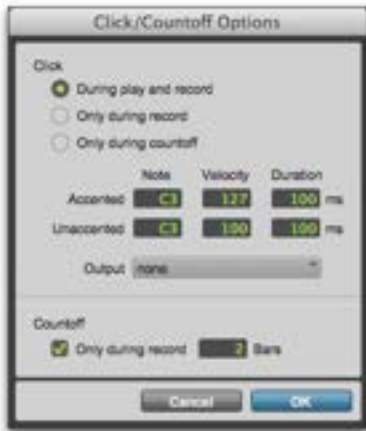 Click/Countoff Options
Click
During play and record
Only during record
Only during countoff
Note Velocity Duration
Accented C3 127 100 ms
Unaccented C3 100 100 ms
Output none
Countoff
Only during record 2 Bars
Cancel OK